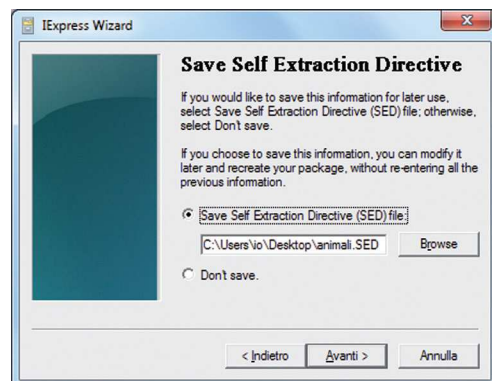 IExpress Wizard
Save Self Extraction Directive
If you would like to save this information for later use,
select Save Self Extraction Directive (SED) file; otherwise,
select Don't save.
If you choose to save this information, you can modify it
later and recreate your package, without re-entering all the
previous information.
Save Self Extraction Directive (SED) file:
C:\Users\io\Desktop\animali.SED
Browse
Don't save.
< Indietro
Avanti >
Annulla